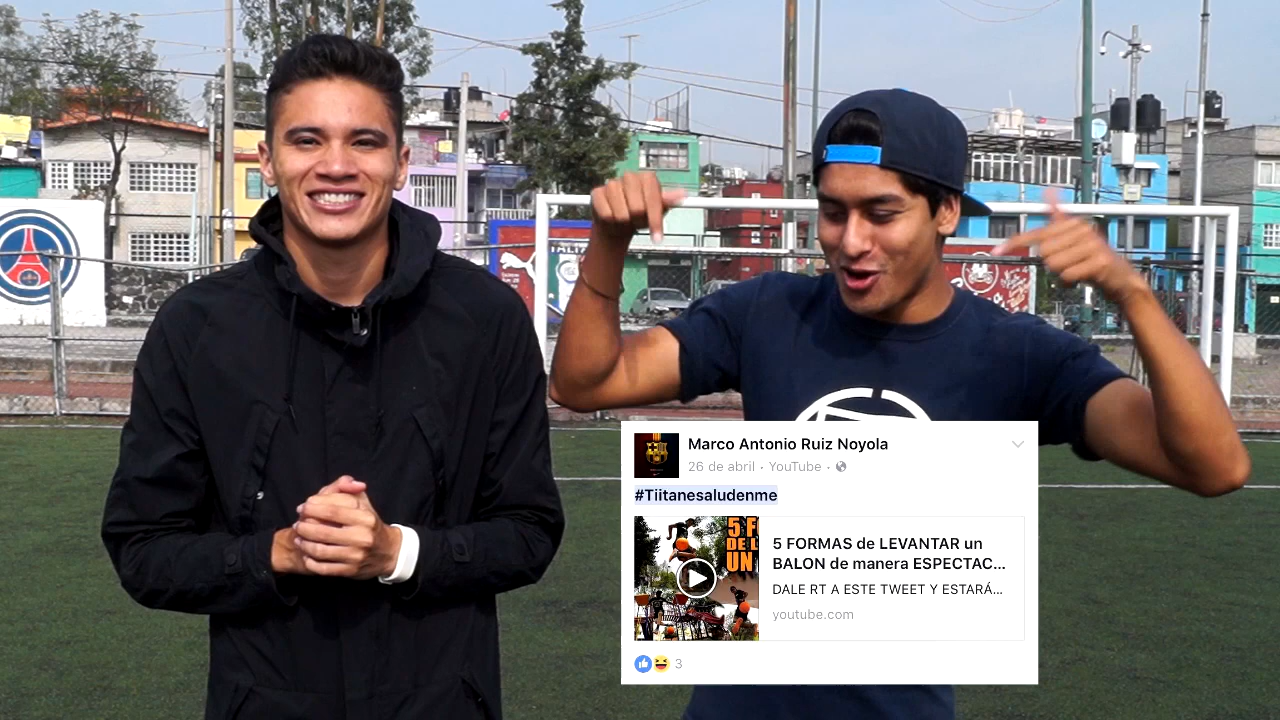 Marco Antonio Ruiz Noyola
26 de abril · YouTube ·
#Tiitanesaludenme
5 FORMAS de LEVANTAR un
BALON de manera ESPECTAC...
DALE RT A ESTE TWEET Y ESTARÁ...
youtube.com
3